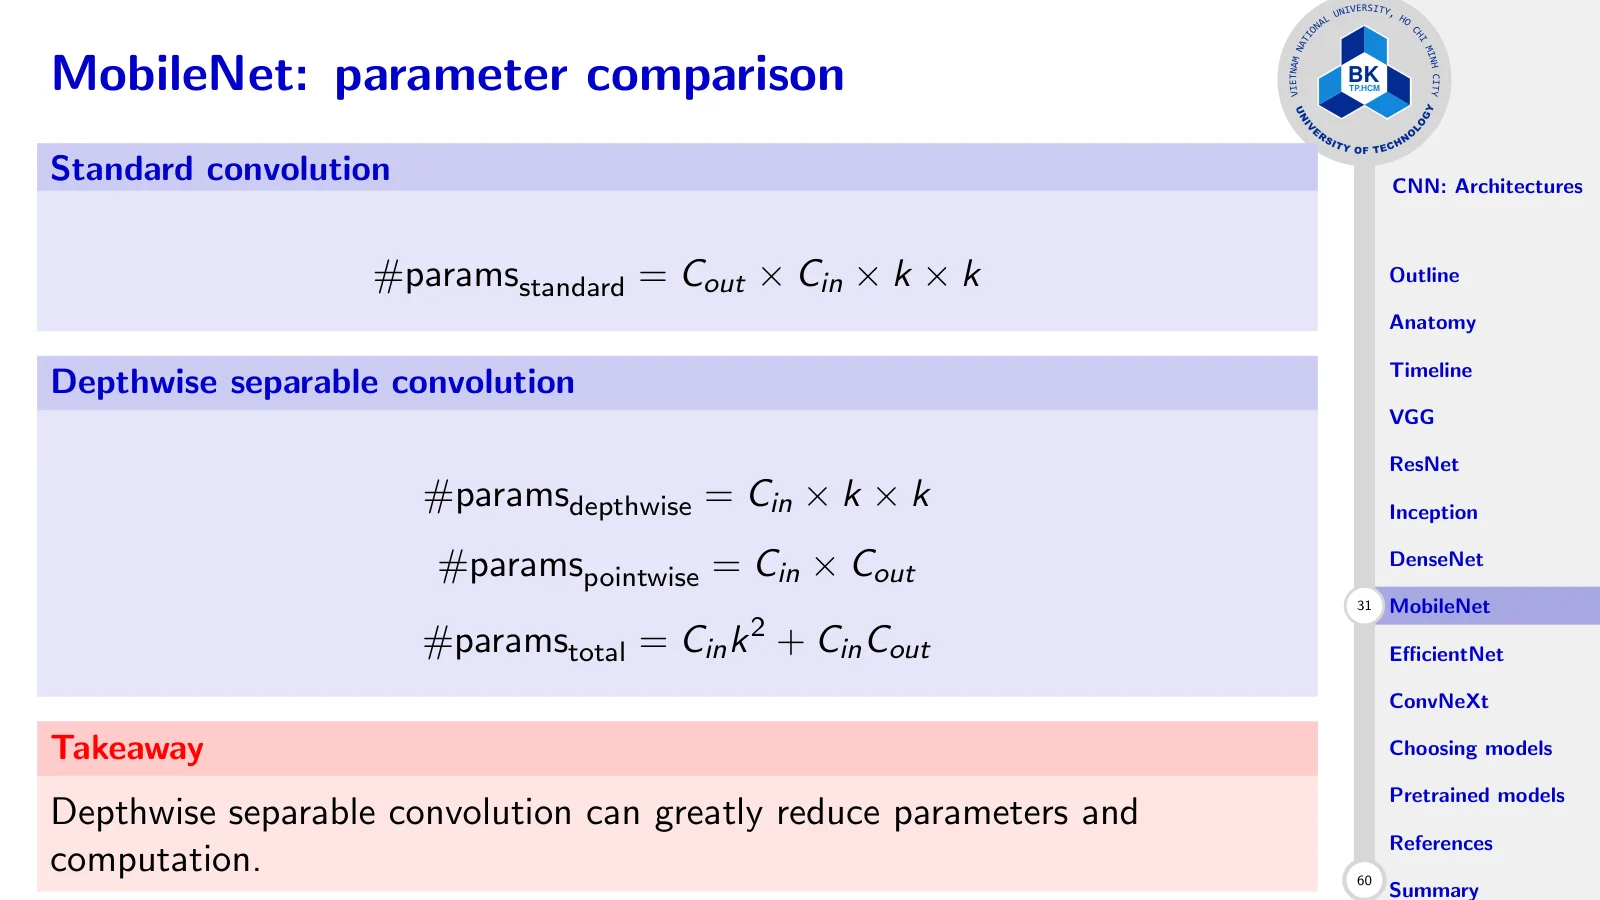 MobileNet: parameter comparison
Standard convolution
#params_standard = C_out × C_in × k × k
Depthwise separable convolution
#params_depthwise = C_in × k × k
#params_pointwise = C_in × C_out
#params_total = C_in k² + C_in C_out
Takeaway
Depthwise separable convolution can greatly reduce parameters and
computation.
VIETNAM NATIONAL UNIVERSITY, HO CHI MINH CITY
BK
TP.HCM
UNIVERSITY OF TECHNOLOGY
CNN: Architectures
Outline
Anatomy
Timeline
VGG
ResNet
Inception
DenseNet
31 MobileNet
EfficientNet
ConvNeXt
Choosing models
Pretrained models
References
60 Summary